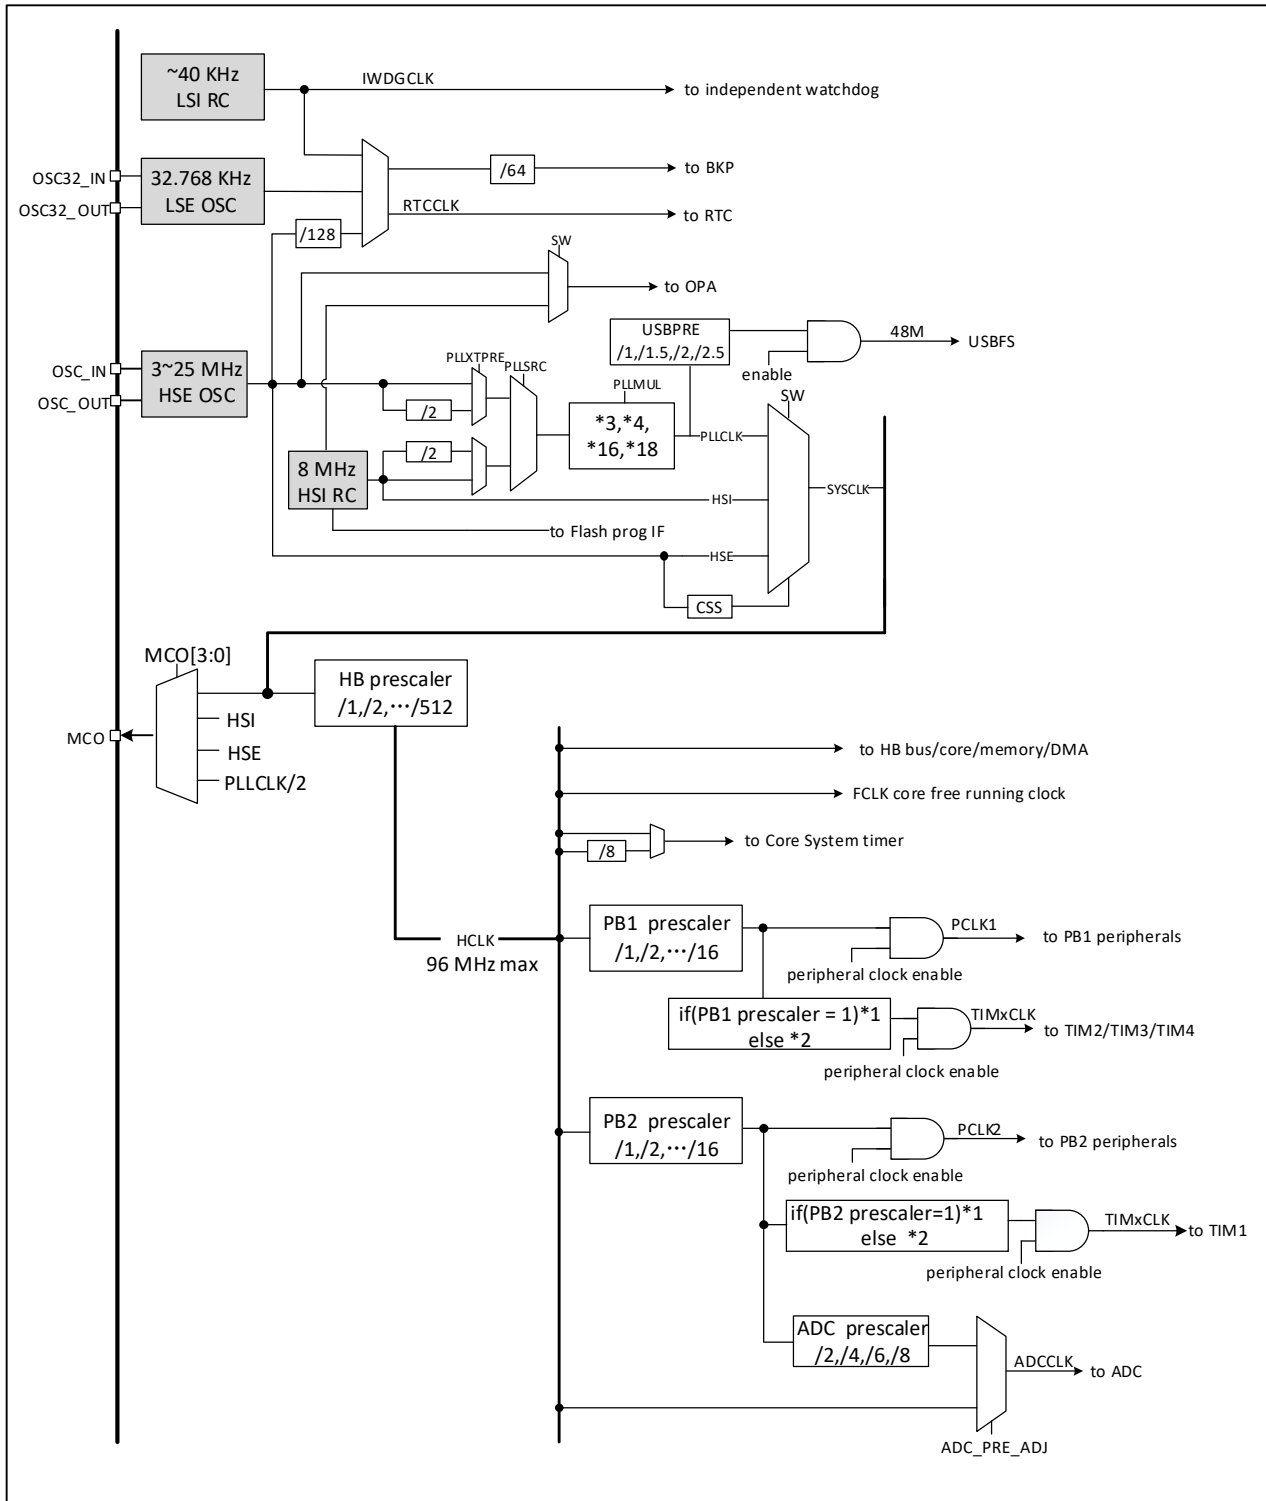 ~40 KHz
LSI RC
IWDGCLK
to independent watchdog
OSC32_IN
OSC32_OUT
32.768 KHz
LSE OSC
/64
to BKP
RTCCLK
to RTC
/128
SW
to OPA
USBPRE
/1,/1.5,/2,/2.5
48M
USBFS
enable
OSC_IN
OSC_OUT
3~25 MHz
HSE OSC
PLLXTPRE
PLLSRC
PLLMUL
/2
*3,*4,
*16,*18
PLLCLK
SW
/2
8 MHz
HSI RC
HSI
SYSCLK
to Flash prog IF
HSE
CSS
MCO[3:0]
HB prescaler
/1,/2,⋯/512
HSI
MCO
HSE
PLLCLK/2
to HB bus/core/memory/DMA
FCLK core free running clock
/8
to Core System timer
HCLK
96 MHz max
PB1 prescaler
/1,/2,⋯/16
PCLK1
to PB1 peripherals
peripheral clock enable
if(PB1 prescaler = 1)*1
else *2
TIMxCLK
to TIM2/TIM3/TIM4
peripheral clock enable
PB2 prescaler
/1,/2,⋯/16
PCLK2
to PB2 peripherals
peripheral clock enable
if(PB2 prescaler=1)*1
else *2
TIMxCLK
to TIM1
peripheral clock enable
ADC prescaler
/2,/4,/6,/8
ADCCLK
to ADC
ADC_PRE_ADJ